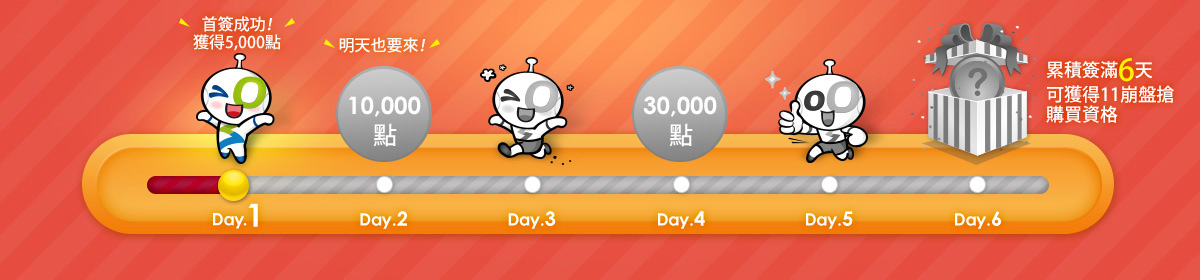 首簽成功!
獲得5,000點
明天也要來!
10,000
點
30,000
點
?
累積簽滿6天
可獲得11崩盤搶
購買資格
Day.1
Day.2
Day.3
Day.4
Day.5
Day.6